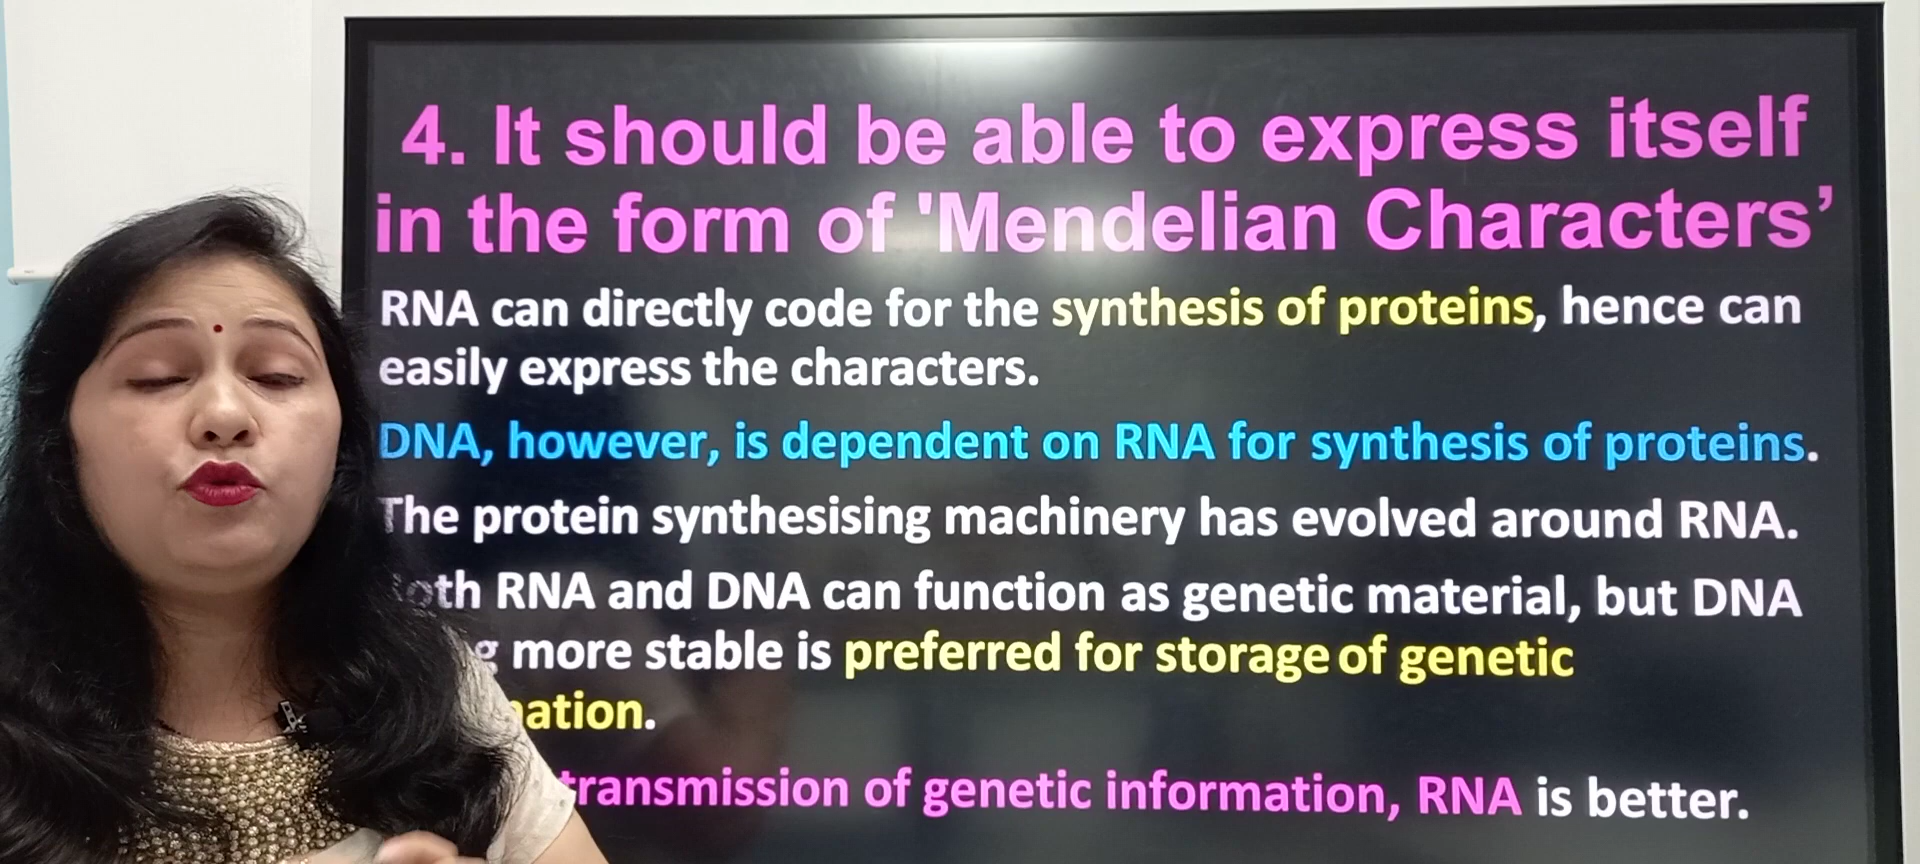 4. It should be able to express itself
in the form of 'Mendelian Characters’
RNA can directly code for the synthesis of proteins, hence can
easily express the characters.
DNA, however, is dependent on RNA for synthesis of proteins.
The protein synthesising machinery has evolved around RNA.
RNA and DNA can function as genetic material, but DNA
more stable is preferred for storage of genetic
transmission of genetic information, RNA is better.